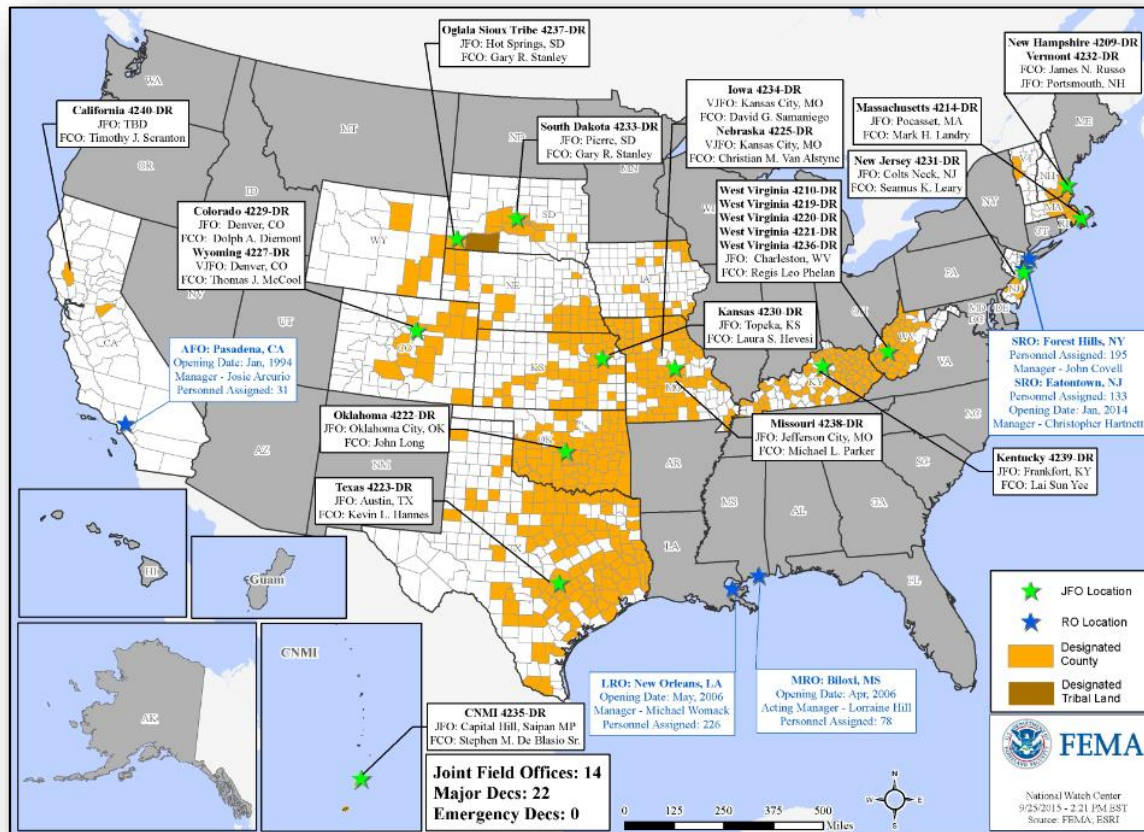 Oglala Sioux Tribe 4237-DR
JFO: Hot Springs, SD
FCO: Gary R. Stanley
New Hampshire 4209-DR
Vermont 4232-DR
FCO: James N. Russo
JFO: Portsmouth, NH
California 4240-DR
JFO: TBD
FCO: Timothy J. Scranton
South Dakota 4233-DR
JFO: Pierre, SD
FCO: Gary R. Stanley
Iowa 4234-DR
VJFO: Kansas City, MO
FCO: David G. Samaniego
Nebraska 4225-DR
VJFO: Kansas City, MO
FCO: Christian M. Van Alstyne
Massachusetts 4214-DR
JFO: Pocasset, MA
FCO: Mark H. Landry
New Jersey 4231-DR
JFO: Colts Neck, NJ
FCO: Seamus K. Leary
Colorado 4229-DR
JFO: Denver, CO
FCO: Dolph A. Diemont
Wyoming 4227-DR
VJFO: Denver, CO
FCO: Thomas J. McCool
West Virginia 4210-DR
West Virginia 4219-DR
West Virginia 4220-DR
West Virginia 4221-DR
West Virginia 4236-DR
JFO: Charleston, WV
FCO: Regis Leo Phelan
Kansas 4230-DR
JFO: Topeka, KS
FCO: Laura S. Hevesi
AFO: Pasadena, CA
Opening Date: Jan, 1994
Manager - Josie Arcurio
Personnel Assigned: 31
SRO: Forest Hills, NY
Personnel Assigned: 195
Manager - John Covell
SRO: Eatontown, NJ
Personnel Assigned: 133
Opening Date: Jan, 2014
Manager - Christopher Hartnett
Oklahoma 4222-DR
JFO: Oklahoma City, OK
FCO: John Long
Missouri 4238-DR
JFO: Jefferson City, MO
FCO: Michael L. Parker
Kentucky 4239-DR
JFO: Frankfort, KY
FCO: Lai Sun Yee
Texas 4223-DR
JFO: Austin, TX
FCO: Kevin L. Hannes
LRO: New Orleans, LA
Opening Date: May, 2006
Manager - Michael Womack
Personnel Assigned: 226
MRO: Biloxi, MS
Opening Date: Apr, 2006
Acting Manager - Lorraine Hill
Personnel Assigned: 78
CNMI 4235-DR
JFO: Capital Hill, Saipan MP
FCO: Stephen M. De Blasio Sr.
Joint Field Offices: 14
Major Decs: 22
Emergency Decs: 0
WA
OR
MT
ID
ND
WY
SD
NE
IA
NV
UT
CA
CO
KS
MO
KY
WV
VA
PA
NY
ME
VT
NH
MA
CT
NJ
NC
SC
GA
AL
MS
LA
AR
OK
NM
AZ
FL
HI
Guam
AK
CNMI
JFO Location
RO Location
Designated
County
Designated
Tribal Land
FEMA
National Watch Center
9/25/2015 - 2:21 PM EST
Source: FEMA; ESRI
0 125 250 375 500
Miles
N
W E
S